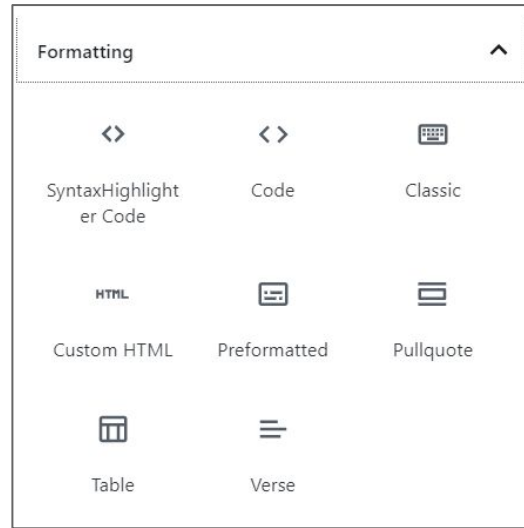 Formatting
SyntaxHighlight
er Code
Code
Classic
HTML
Custom HTML
Preformatted
Pullquote
Table
Verse